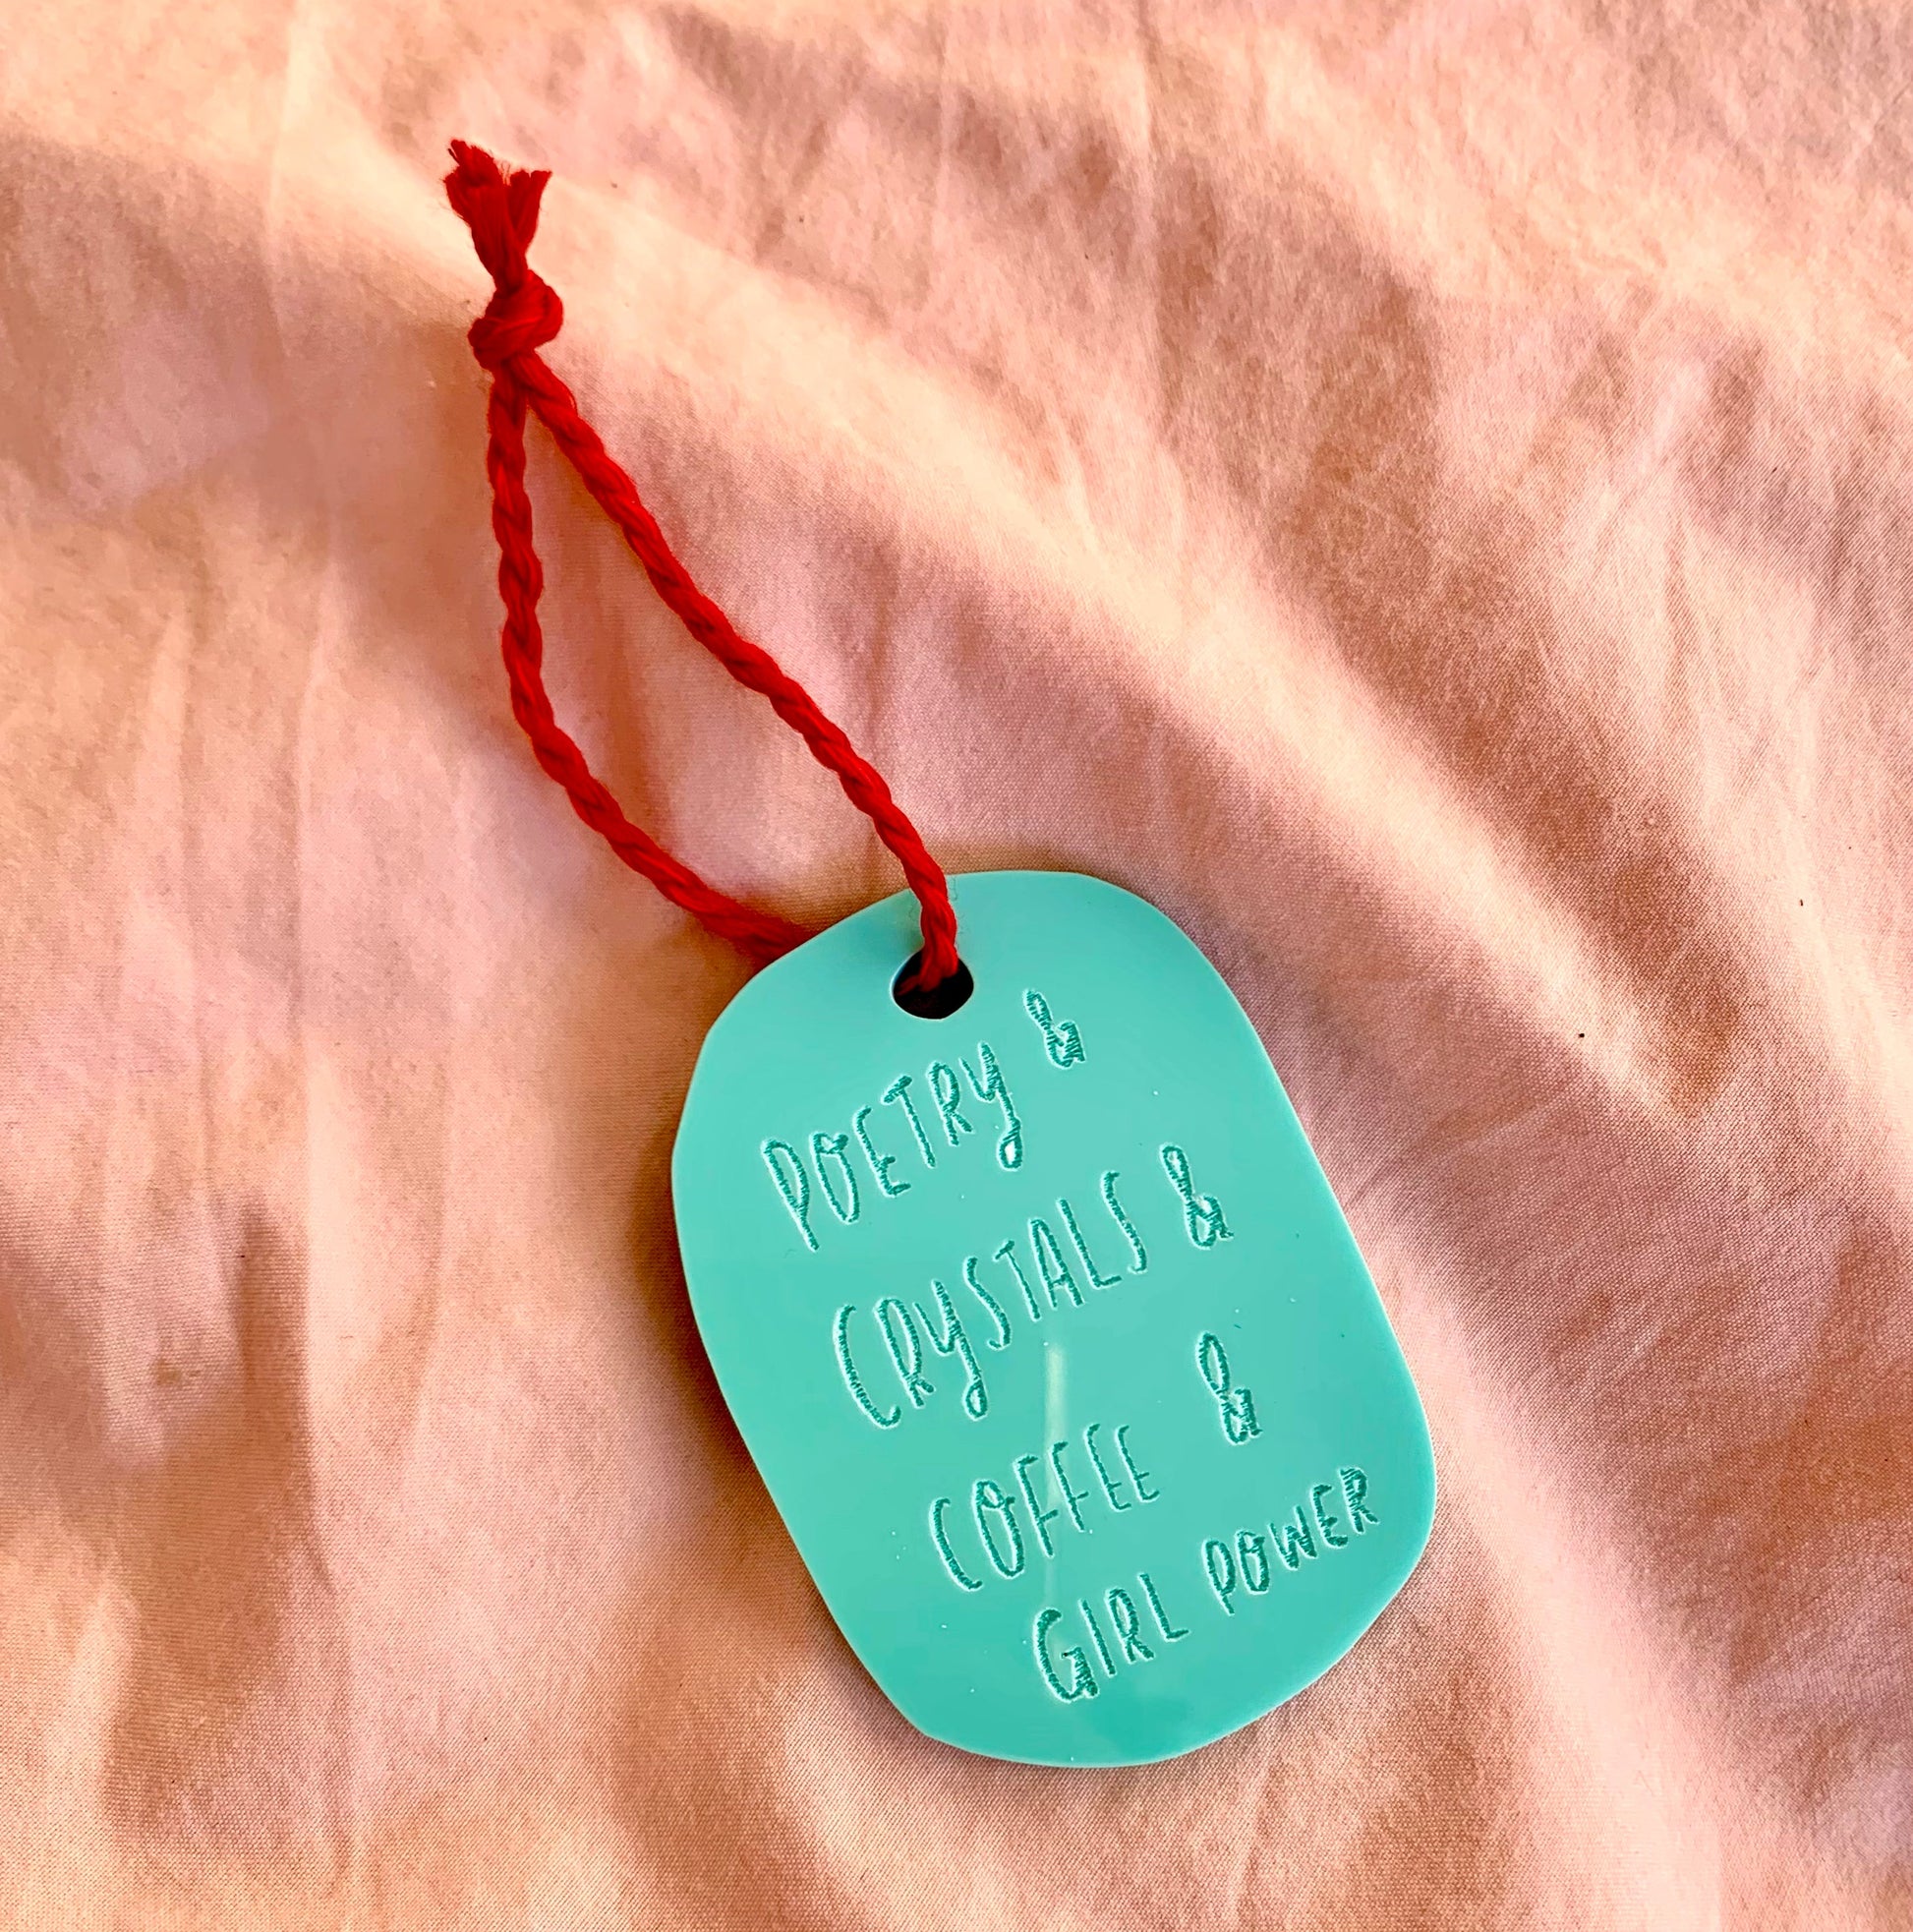 POETRY &
CRYSTALS &
COFFEE &
GIRL POWER